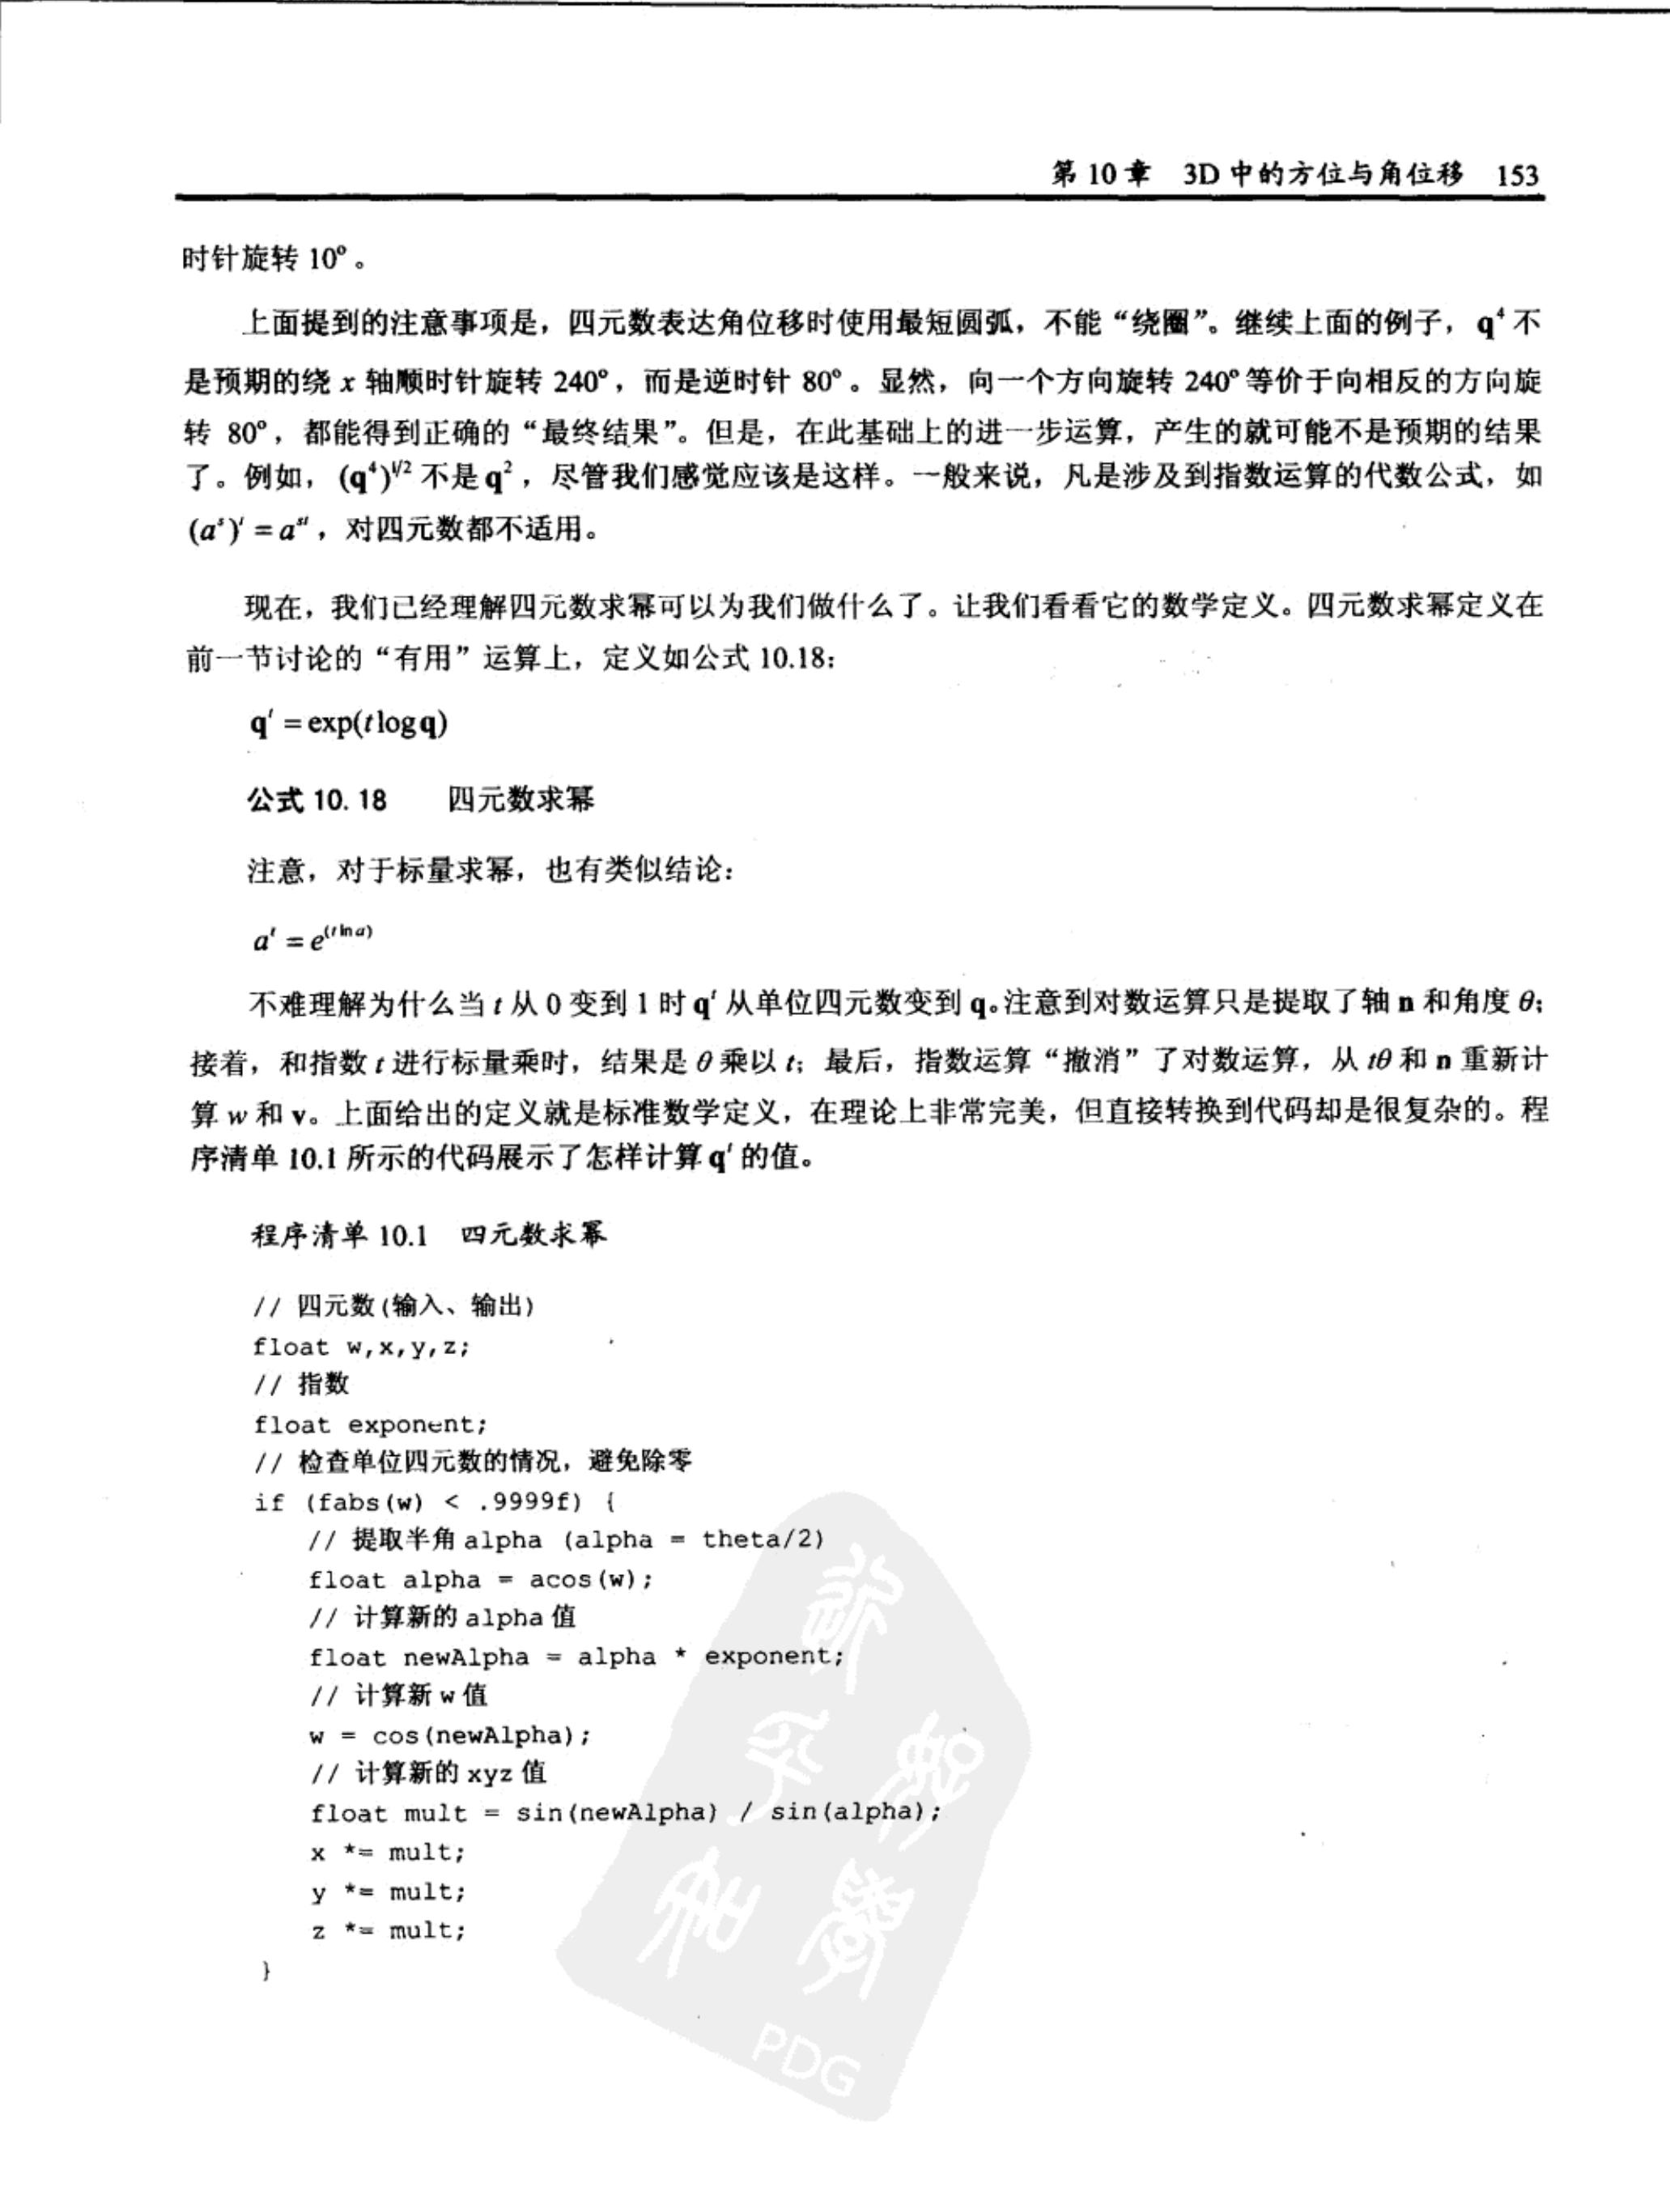 第 10 章 3D 中的方位与角位移 153
时针旋转 10°。
上面提到的注意事项是，四元数表达角位移时使用最短圆弧，不能“绕圈”。继续上面的例子，q⁴ 不
是预期的绕 x 轴顺时针旋转 240°，而是逆时针 80°。显然，向一个方向旋转 240° 等价于向相反的方向旋
转 80°，都能得到正确的“最终结果”。但是，在此基础上的进一步运算，产生的就可能不是预期的结果
了。例如，(q⁴)^{1/2} 不是 q²，尽管我们感觉应该是这样。一般来说，凡是涉及到指数运算的代数公式，如
(a^s)^t = a^{st}，对四元数都不适用。
现在，我们已经理解四元数求幂可以为我们做什么了。让我们看看它的数学定义。四元数求幂定义在
前一节讨论的“有用”运算上，定义如公式 10.18：
q^t = exp(t log q)
公式 10.18 四元数求幂
注意，对于标量求幂，也有类似结论：
a^t = e^{(t ln a)}
不难理解为什么当 t 从 0 变到 1 时 q^t 从单位四元数变到 q。注意到对数运算只是提取了轴 n 和角度 θ；
接着，和指数 t 进行标量乘时，结果是 θ 乘以 t；最后，指数运算“撤消”了对数运算，从 tθ 和 n 重新计
算 w 和 v。上面给出的定义就是标准数学定义，在理论上非常完美，但直接转换到代码却是很复杂的。程
序清单 10.1 所示的代码展示了怎样计算 q^t 的值。
程序清单 10.1 四元数求幂
// 四元数(输入、输出)
float w,x,y,z;
// 指数
float exponent;
// 检查单位四元数的情况，避免除零
if (fabs(w) < .9999f) {
// 提取半角 alpha (alpha = theta/2)
float alpha = acos(w);
// 计算新的 alpha 值
float newAlpha = alpha * exponent;
// 计算新 w 值
w = cos(newAlpha);
// 计算新的 xyz 值
float mult = sin(newAlpha) / sin(alpha);
x *= mult;
y *= mult;
z *= mult;
}
PDG